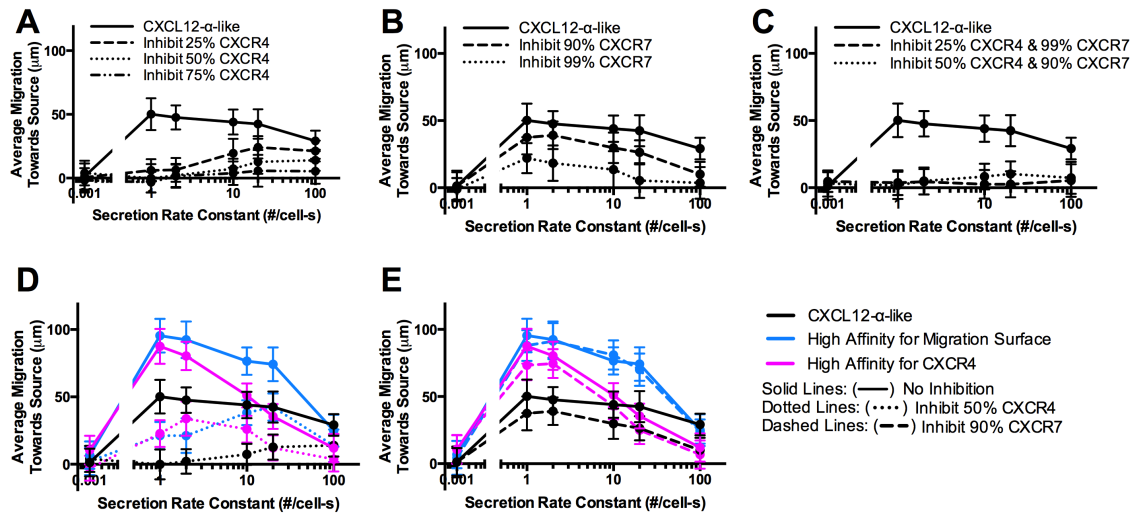 A
CXCL12-α-like
Inhibit 25% CXCR4
Inhibit 50% CXCR4
Inhibit 75% CXCR4
Average Migration
Towards Source (μm)
100
50
0
0.001
1
10
100
Secretion Rate Constant (#/cell-s)
B
CXCL12-α-like
Inhibit 90% CXCR7
Inhibit 99% CXCR7
Average Migration
Towards Source (μm)
100
50
0
0.001
1
10
100
Secretion Rate Constant (#/cell-s)
C
CXCL12-α-like
Inhibit 25% CXCR4 & 99% CXCR7
Inhibit 50% CXCR4 & 90% CXCR7
Average Migration
Towards Source (μm)
100
50
0
0.001
1
10
100
Secretion Rate Constant (#/cell-s)
D
Average Migration
Towards Source (μm)
100
50
0
0.001
1
10
100
Secretion Rate Constant (#/cell-s)
E
Average Migration
Towards Source (μm)
100
50
0
0.001
1
10
100
Secretion Rate Constant (#/cell-s)
CXCL12-α-like
High Affinity for Migration Surface
High Affinity for CXCR4
Solid Lines: ( ) No Inhibition
Dotted Lines: ( ) Inhibit 50% CXCR4
Dashed Lines: ( ) Inhibit 90% CXCR7